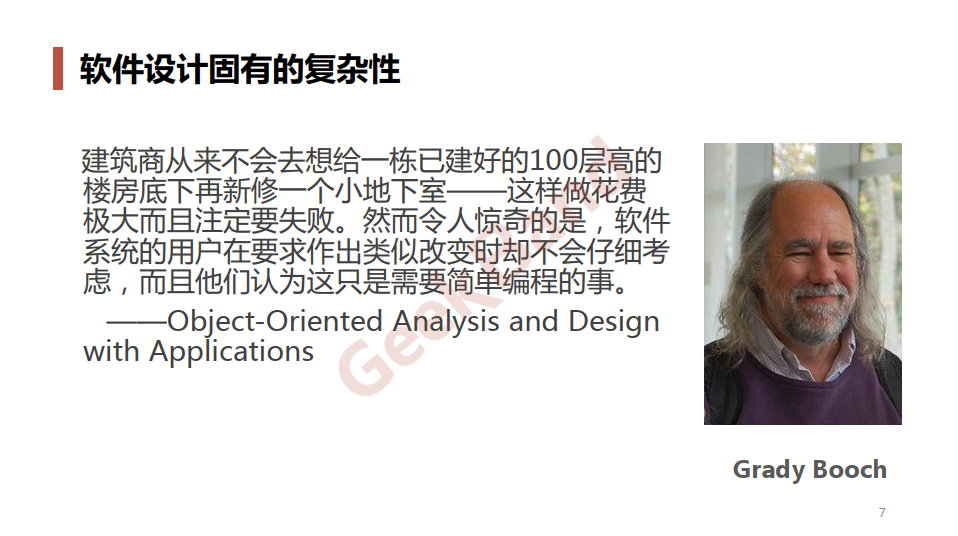 软件设计固有的复杂性
建筑商从来不会去想给一栋已建好的100层高的
楼房底下再新修一个小地下室——这样做花费
极大而且注定要失败。然而令人惊奇的是，软件
系统的用户在要求作出类似改变时却不会仔细考
虑，而且他们认为这只是需要简单编程的事。
——Object-Oriented Analysis and Design
with Applications
GeekBand
Grady Booch
7